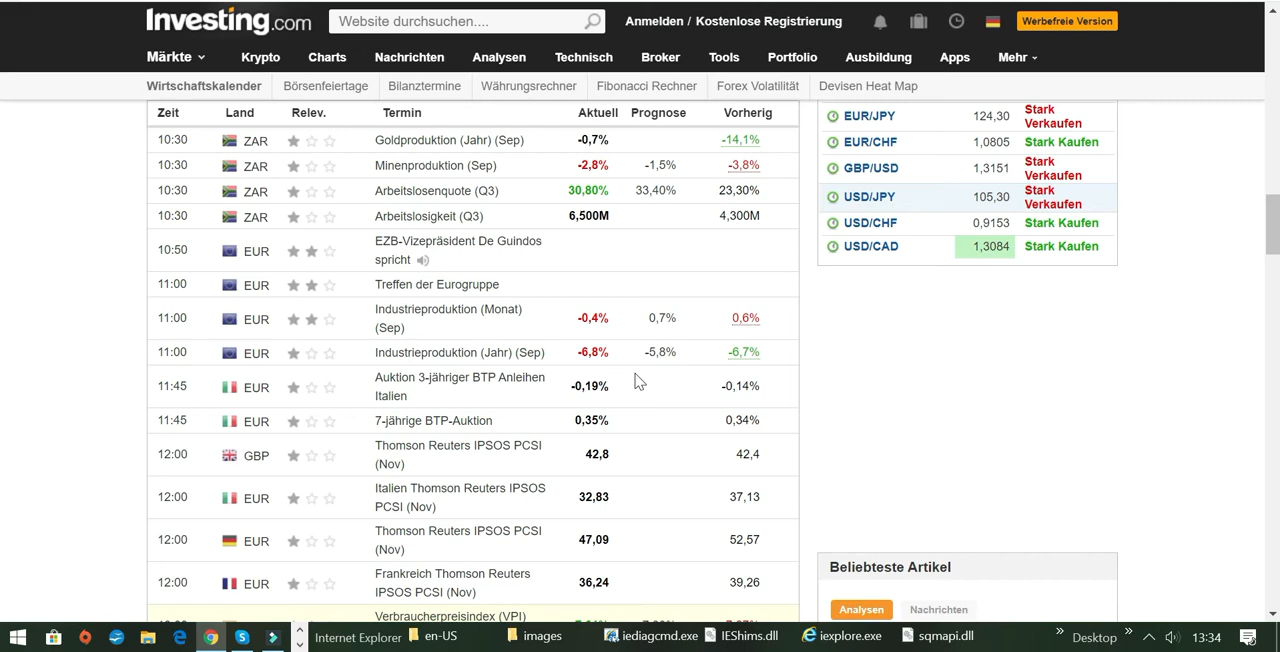 Investing.com
Website durchsuchen....
Anmelden / Kostenlose Registrierung
Werbefreie Version
Märkte Krypto Charts Nachrichten Analysen Technisch Broker Tools Portfolio Ausbildung Apps Mehr
Wirtschaftskalender Börsenfeiertage Bilanztermine Währungsrechner Fibonacci Rechner Forex Volatilität Devisen Heat Map
Zeit Land Relev. Termin Aktuell Prognose Vorherig
10:30 ZAR Goldproduktion (Jahr) (Sep) -0,7% -14,1%
10:30 ZAR Minenproduktion (Sep) -2,8% -1,5% -3,8%
10:30 ZAR Arbeitslosenquote (Q3) 30,80% 33,40% 23,30%
10:30 ZAR Arbeitslosigkeit (Q3) 6,500M 4,300M
10:50 EUR EZB-Vizepräsident De Guindos
spricht
11:00 EUR Treffen der Eurogruppe
11:00 EUR Industrieproduktion (Monat)
(Sep) -0,4% 0,7% 0,6%
11:00 EUR Industrieproduktion (Jahr) (Sep) -6,8% -5,8% -6,7%
11:45 EUR Auktion 3-jähriger BTP Anleihen
Italien -0,19% -0,14%
11:45 EUR 7-jährige BTP-Auktion 0,35% 0,34%
12:00 GBP Thomson Reuters IPSOS PCSI
(Nov) 42,8 42,4
12:00 EUR Italien Thomson Reuters IPSOS
PCSI (Nov) 32,83 37,13
12:00 EUR Thomson Reuters IPSOS PCSI
(Nov) 47,09 52,57
12:00 EUR Frankreich Thomson Reuters
IPSOS PCSI (Nov) 36,24 39,26
Verbraucherpreisindex (VPI)
EUR/JPY 124,30 Stark
Verkaufen
EUR/CHF 1,0805 Stark Kaufen
GBP/USD 1,3151 Stark
Verkaufen
USD/JPY 105,30 Stark
Verkaufen
USD/CHF 0,9153 Stark Kaufen
USD/CAD 1,3084 Stark Kaufen
Beliebteste Artikel
Analysen Nachrichten
Internet Explorer en-US images iediagcmd.exe IEShims.dll iexplore.exe sqmapi.dll Desktop 13:34